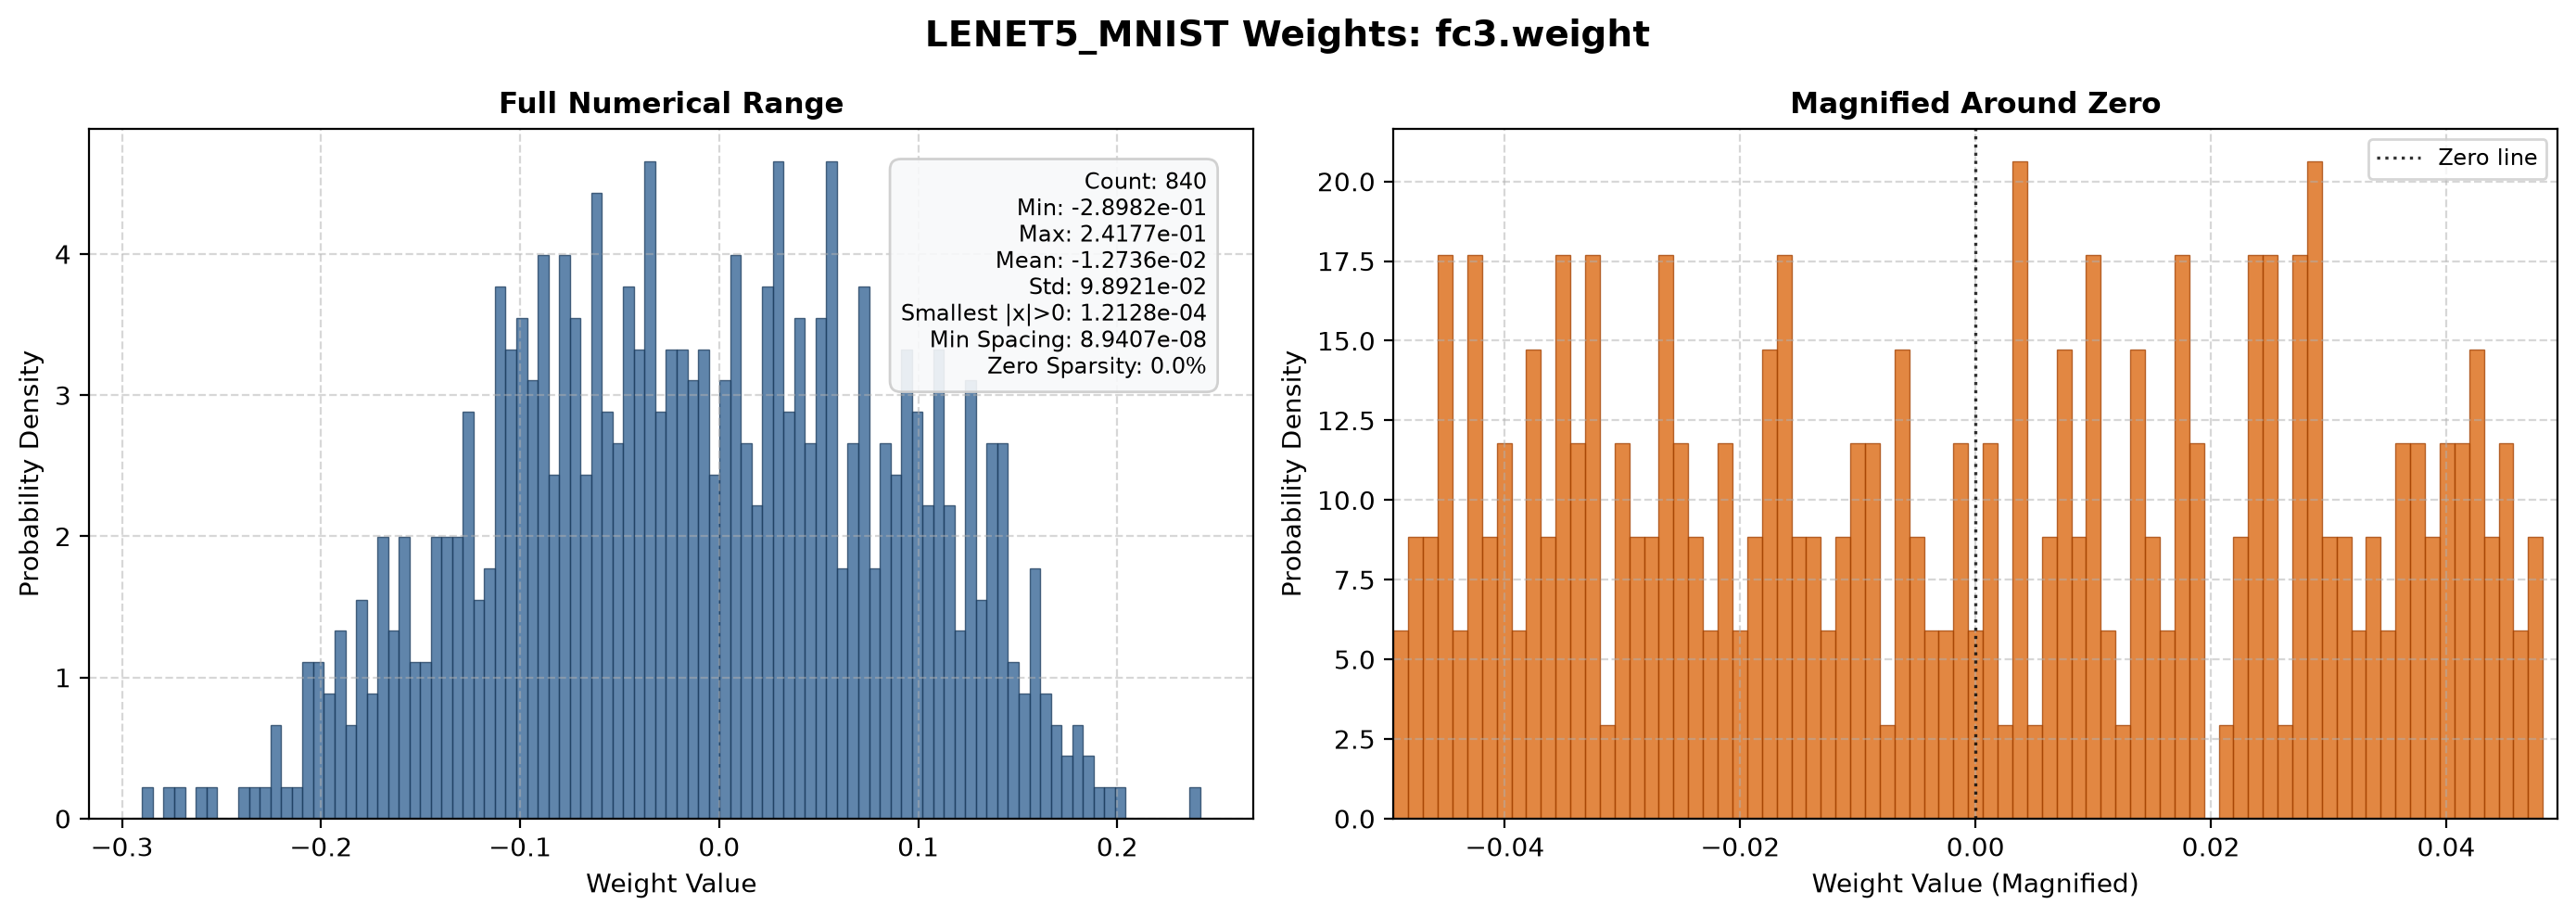 LENET5_MNIST Weights: fc3.weight
Full Numerical Range
Probability Density
4
3
2
1
0
Count: 840
Min: -2.8982e-01
Max: 2.4177e-01
Mean: -1.2736e-02
Std: 9.8921e-02
Smallest |x|>0: 1.2128e-04
Min Spacing: 8.9407e-08
Zero Sparsity: 0.0%
−0.3 −0.2 −0.1 0.0 0.1 0.2
Weight Value
Magnified Around Zero
Probability Density
20.0
17.5
15.0
12.5
10.0
7.5
5.0
2.5
0.0
Zero line
−0.04 −0.02 0.00 0.02 0.04
Weight Value (Magnified)